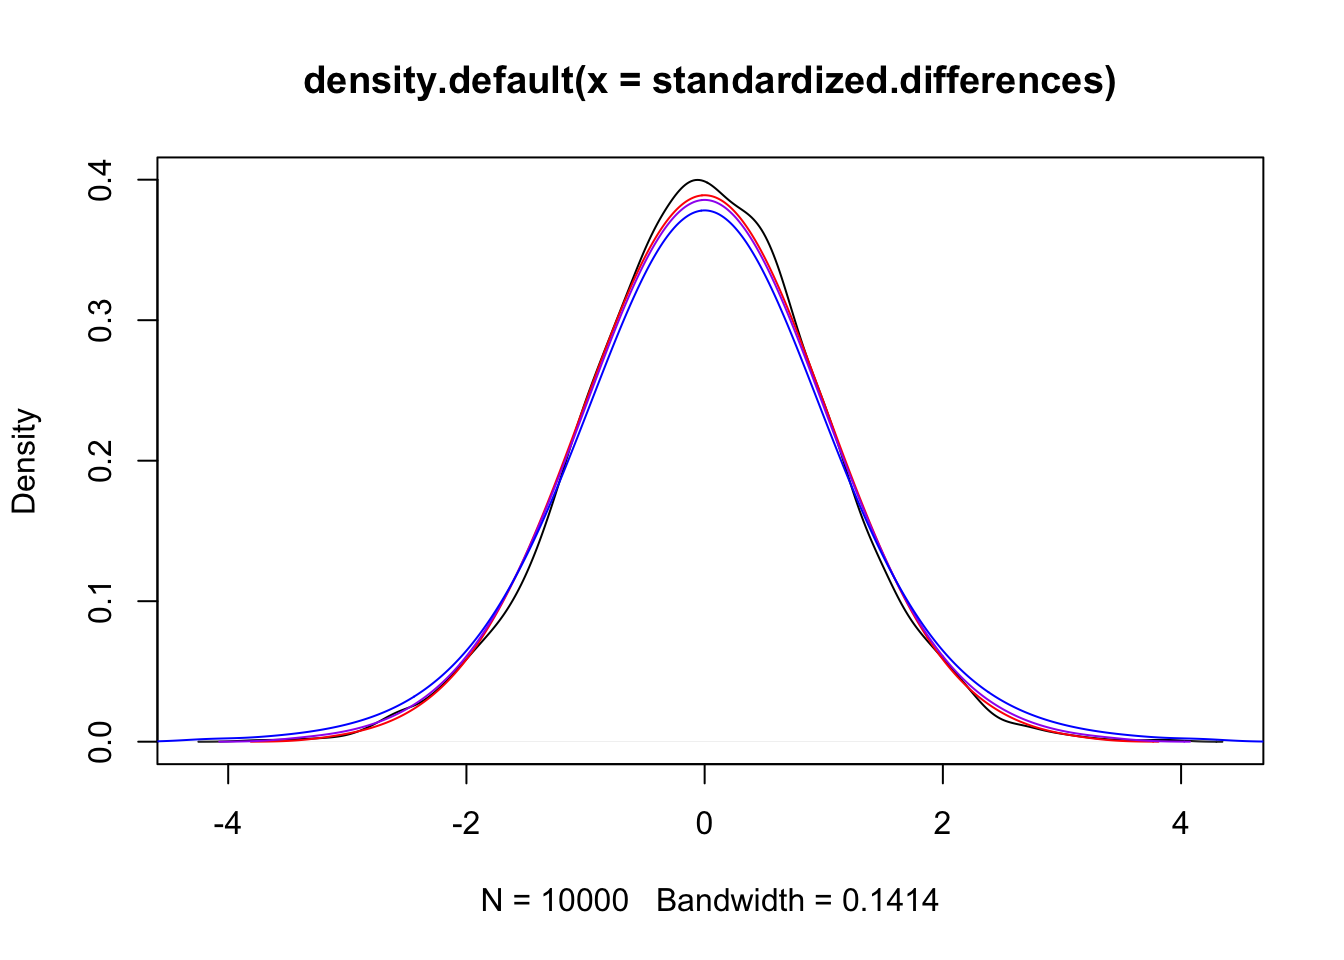 density.default(x = standardized.differences)
Density
0.4
0.3
0.2
0.1
0.0
-4 -2 0 2 4
N = 10000 Bandwidth = 0.1414